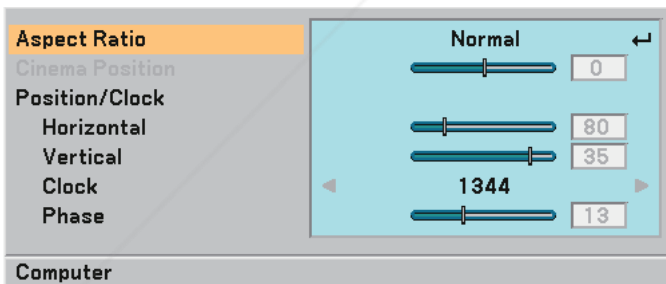 Aspect Ratio Normal
Cinema Position 0
Position/Clock
Horizontal 80
Vertical 35
Clock 1344
Phase 13
Computer